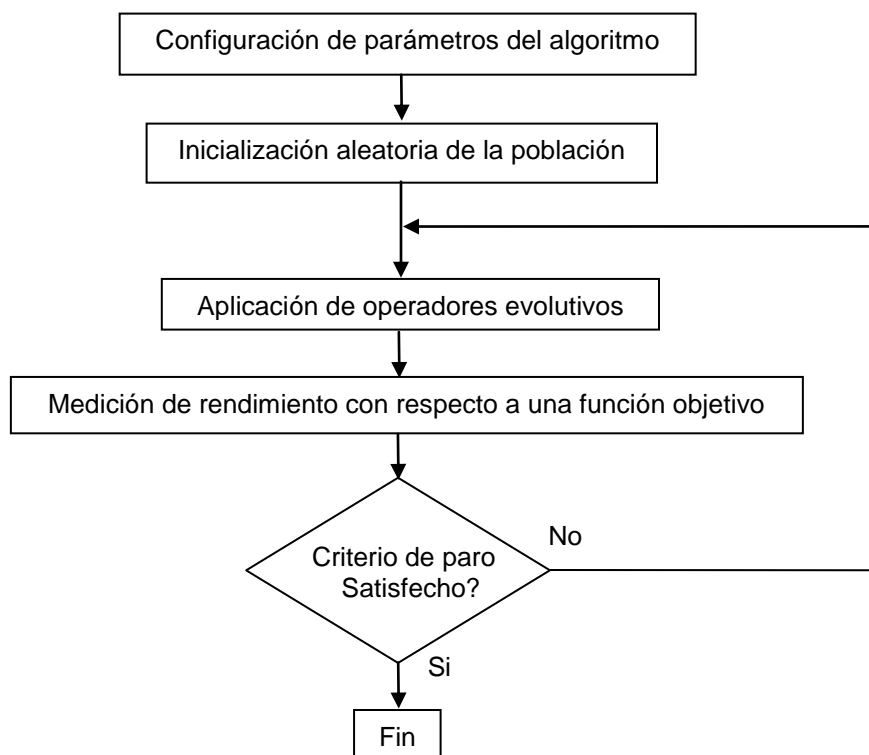 Configuración de parámetros del algoritmo
Inicialización aleatoria de la población
Aplicación de operadores evolutivos
Medición de rendimiento con respecto a una función objetivo
Criterio de paro
Satisfecho?
No
Si
Fin